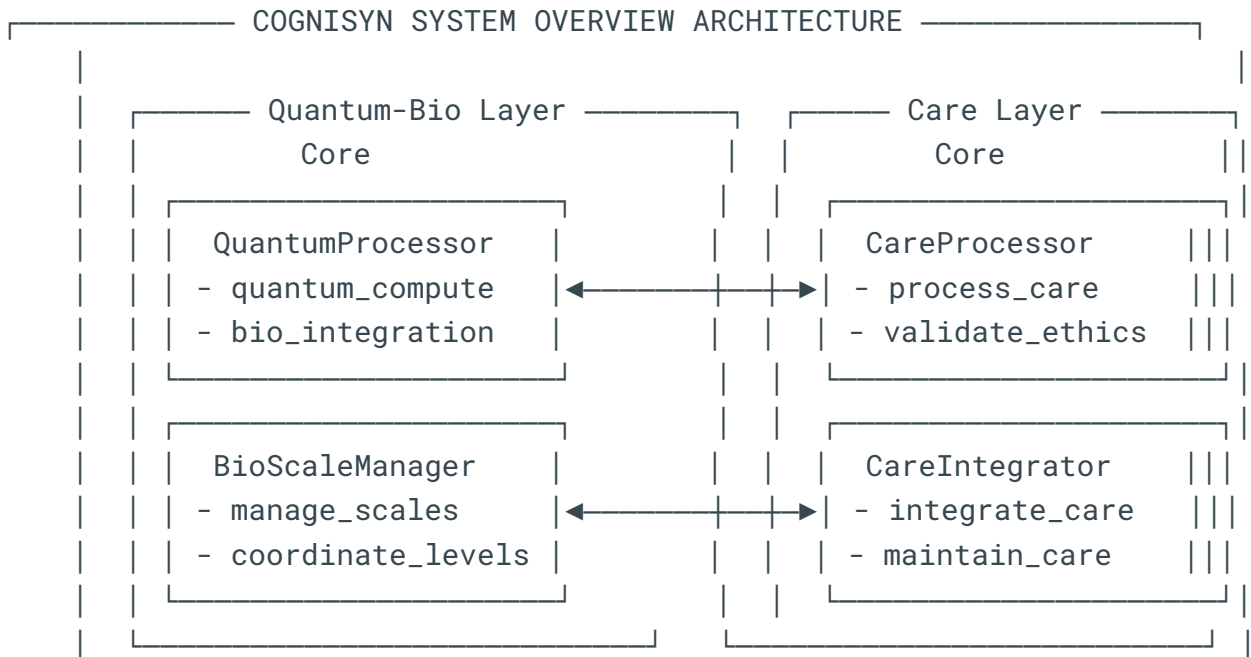 COGNISYN SYSTEM OVERVIEW ARCHITECTURE
Quantum-Bio Layer Care Layer
Core Core
QuantumProcessor CareProcessor
- quantum_compute - process_care
- bio_integration - validate_ethics
BioScaleManager CareIntegrator
- manage_scales - integrate_care
- coordinate_levels - maintain_care